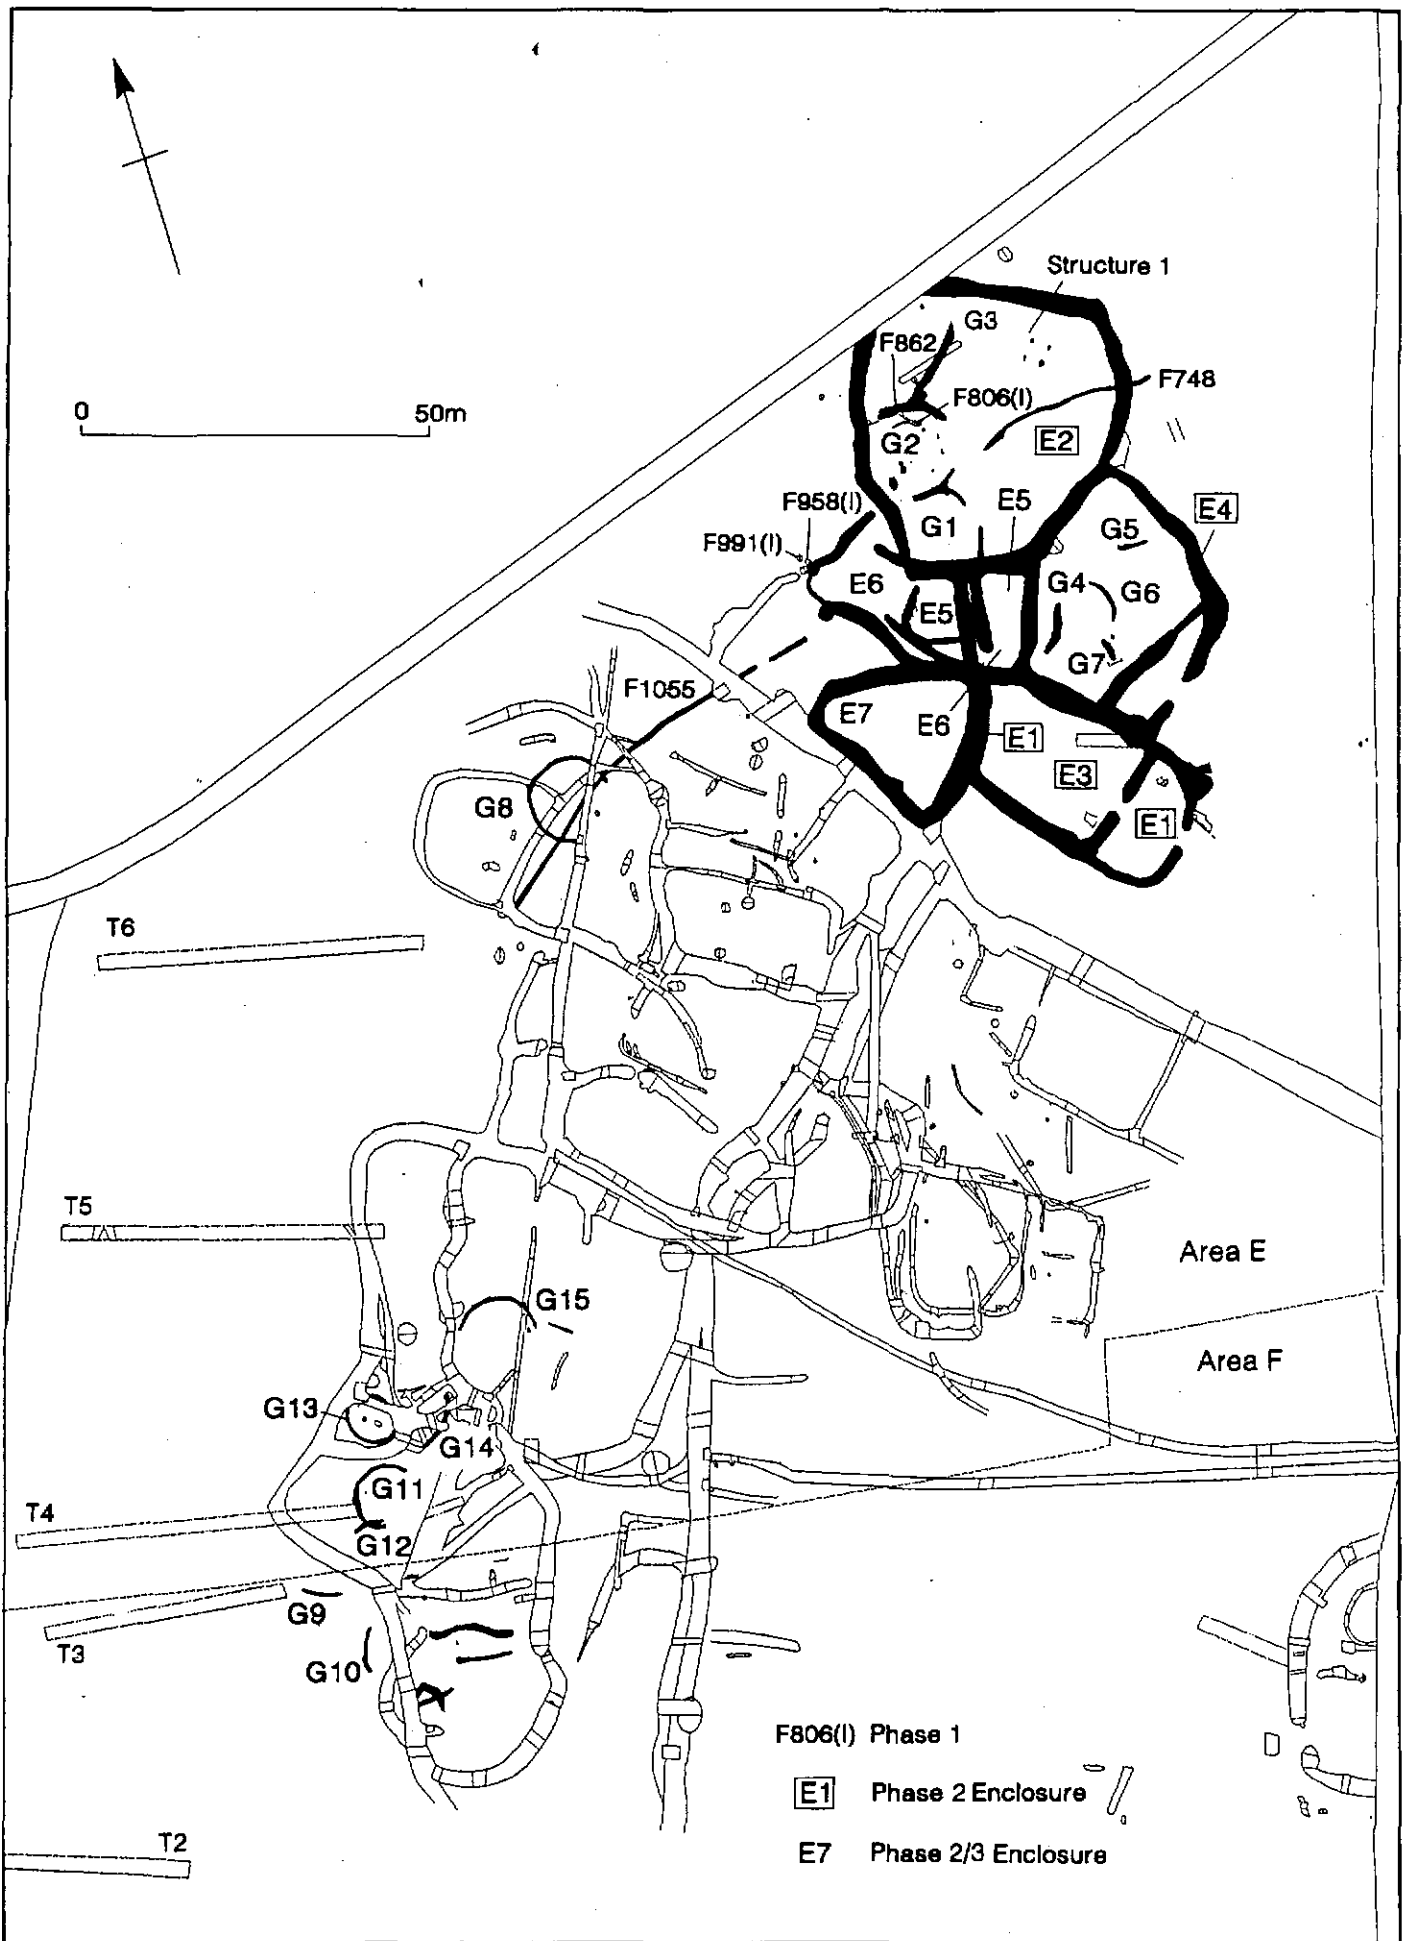 Structure 1
G3
F862
F748
0 50m
F806(I)
G2
E2
F958(I)
E5
E4
G1
G5
F991(I)
E6
G4
G6
E5
G7
F1055
E7
E6
E1
E3
G8
E1
T6
T5
Area E
G15
Area F
G13
G14
G11
T4
G12
G9
T3
G10
F806(I) Phase 1
E1 Phase 2 Enclosure
T2
E7 Phase 2/3 Enclosure